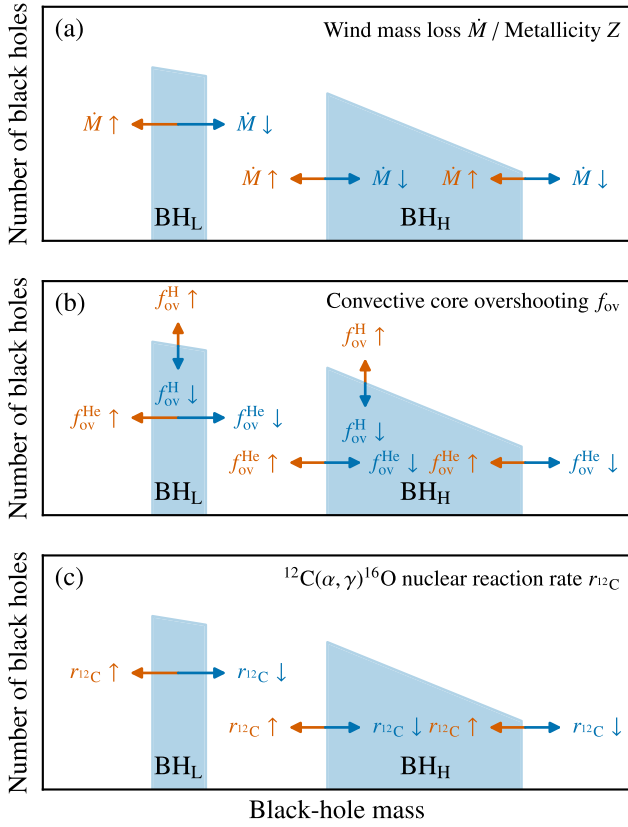 Number of black holes
(a)
Wind mass loss Ṁ / Metallicity Z
Ṁ ↑ Ṁ ↓
Ṁ ↑ Ṁ ↓ Ṁ ↑ Ṁ ↓
BH_L BH_H
Number of black holes
(b)
Convective core overshooting f_ov
f_ov^H ↑
f_ov^H ↑
f_ov^H ↓
f_ov^He ↑ f_ov^He ↓
f_ov^H ↓
f_ov^He ↑ f_ov^He ↓ f_ov^He ↑ f_ov^He ↓
BH_L BH_H
Number of black holes
(c)
¹²C(α, γ)¹⁶O nuclear reaction rate r_¹²C
r_¹²C ↑ r_¹²C ↓
r_¹²C ↑ r_¹²C ↓ r_¹²C ↑ r_¹²C ↓
BH_L BH_H
Black-hole mass